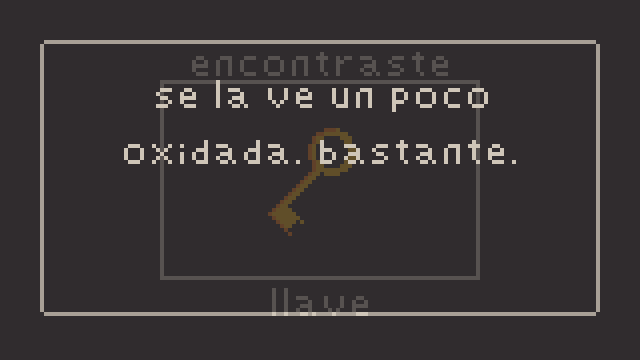 encontraste
se la ve un poco
oxidada. bastante.
llave